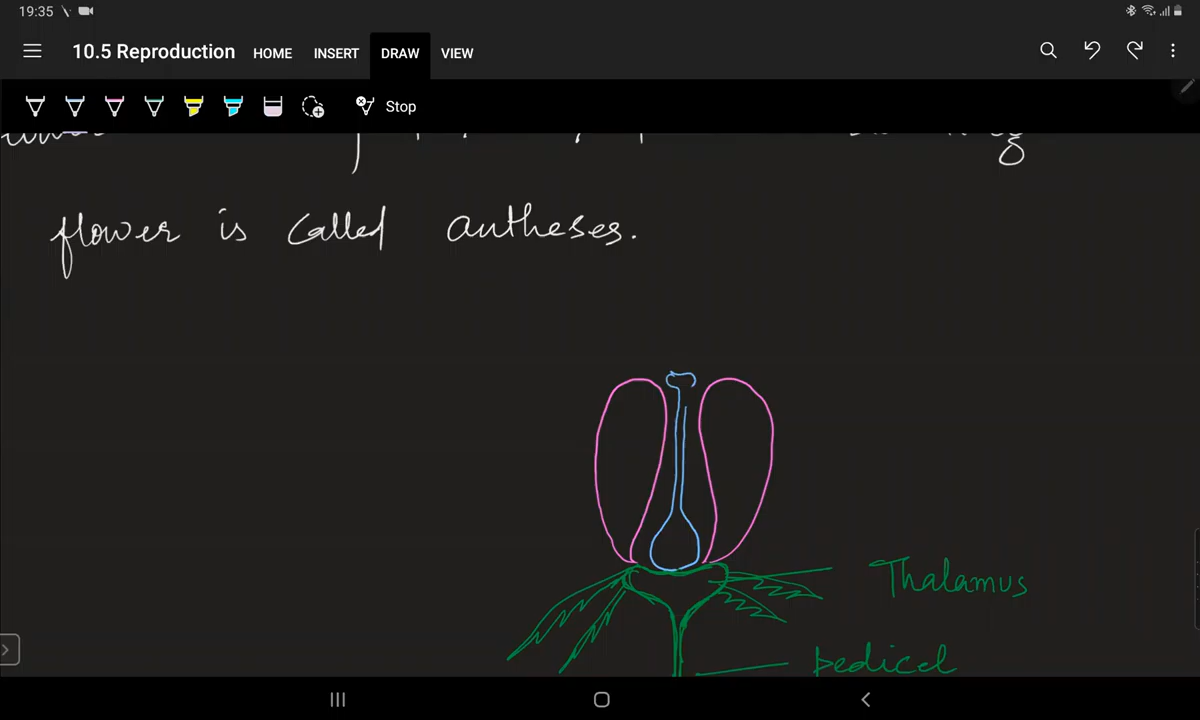 19:35
10.5 Reproduction HOME INSERT DRAW VIEW
Stop
flower is called antheses.
Thalamus
pedicel